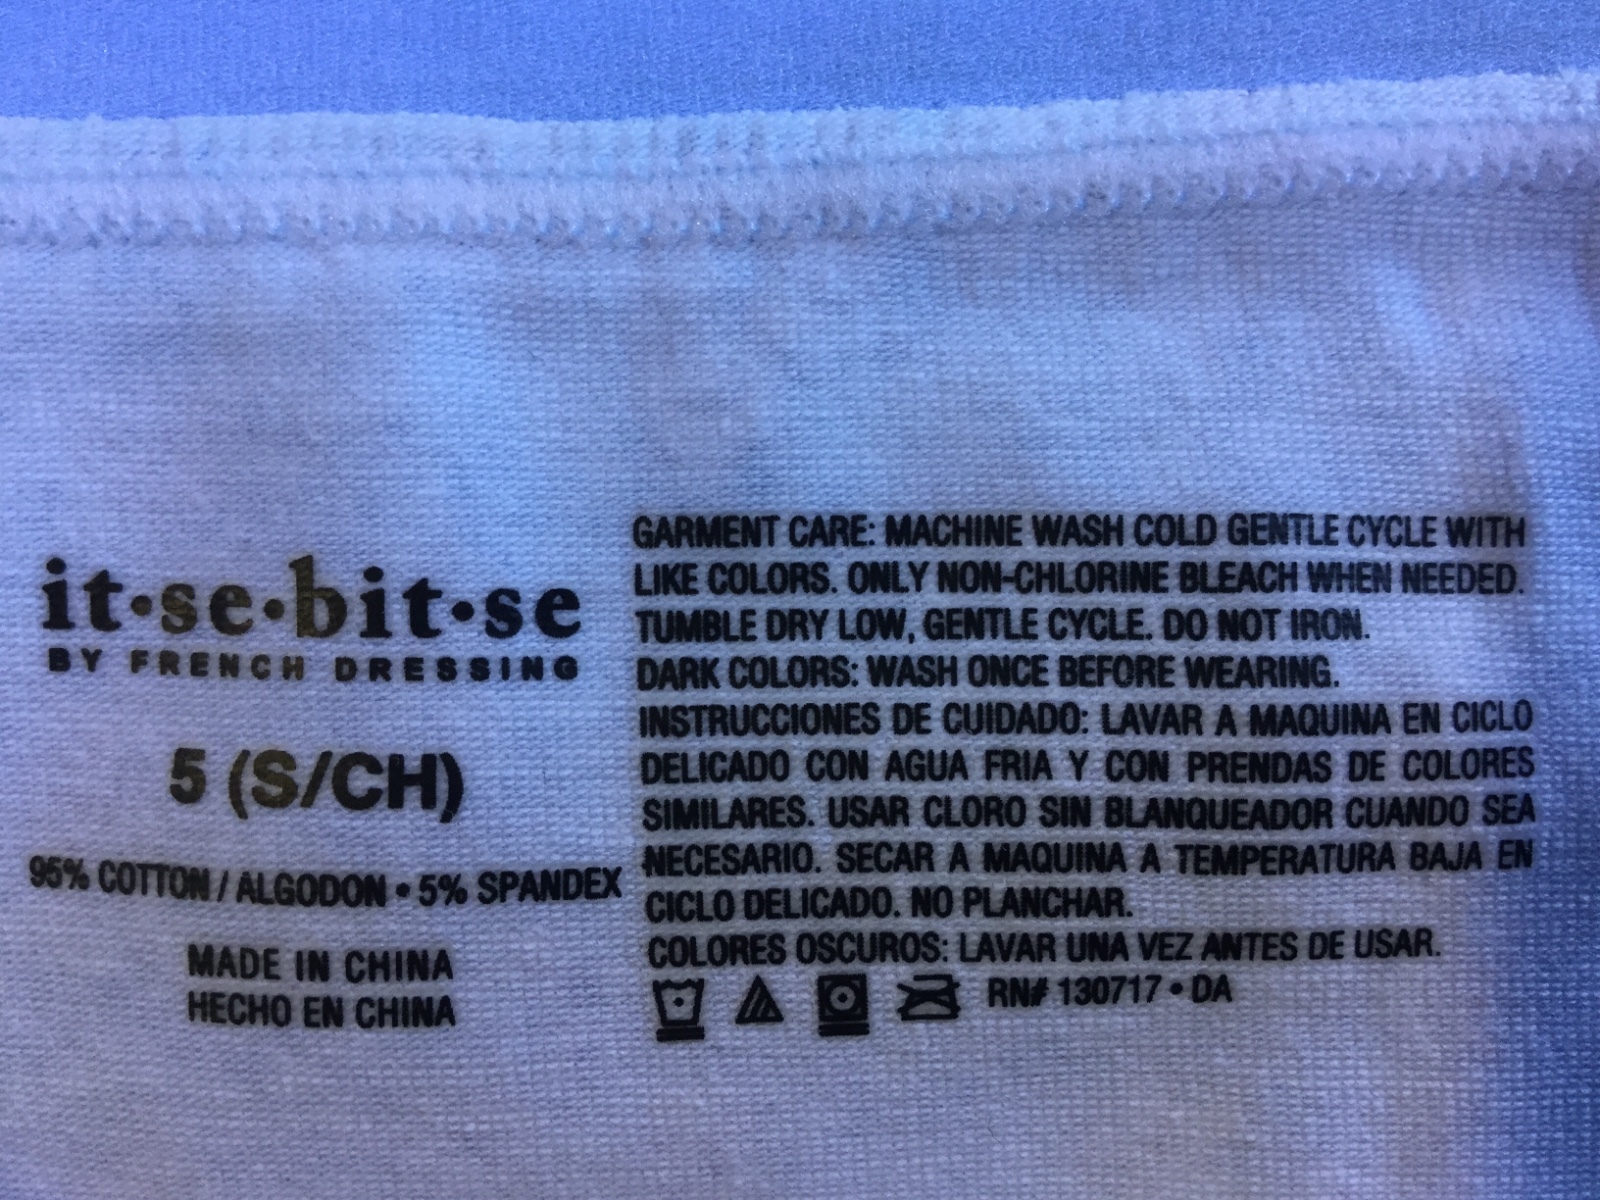 it•se•bit•se
BY FRENCH DRESSING
5 (S/CH)
95% COTTON / ALGODON • 5% SPANDEX
MADE IN CHINA
HECHO EN CHINA
GARMENT CARE: MACHINE WASH COLD GENTLE CYCLE WITH
LIKE COLORS. ONLY NON-CHLORINE BLEACH WHEN NEEDED.
TUMBLE DRY LOW, GENTLE CYCLE. DO NOT IRON.
DARK COLORS: WASH ONCE BEFORE WEARING.
INSTRUCCIONES DE CUIDADO: LAVAR A MAQUINA EN CICLO
DELICADO CON AGUA FRIA Y CON PRENDAS DE COLORES
SIMILARES. USAR CLORO SIN BLANQUEADOR CUANDO SEA
NECESARIO. SECAR A MAQUINA A TEMPERATURA BAJA EN
CICLO DELICADO. NO PLANCHAR.
COLORES OSCUROS: LAVAR UNA VEZ ANTES DE USAR.
RN# 130717 • DA